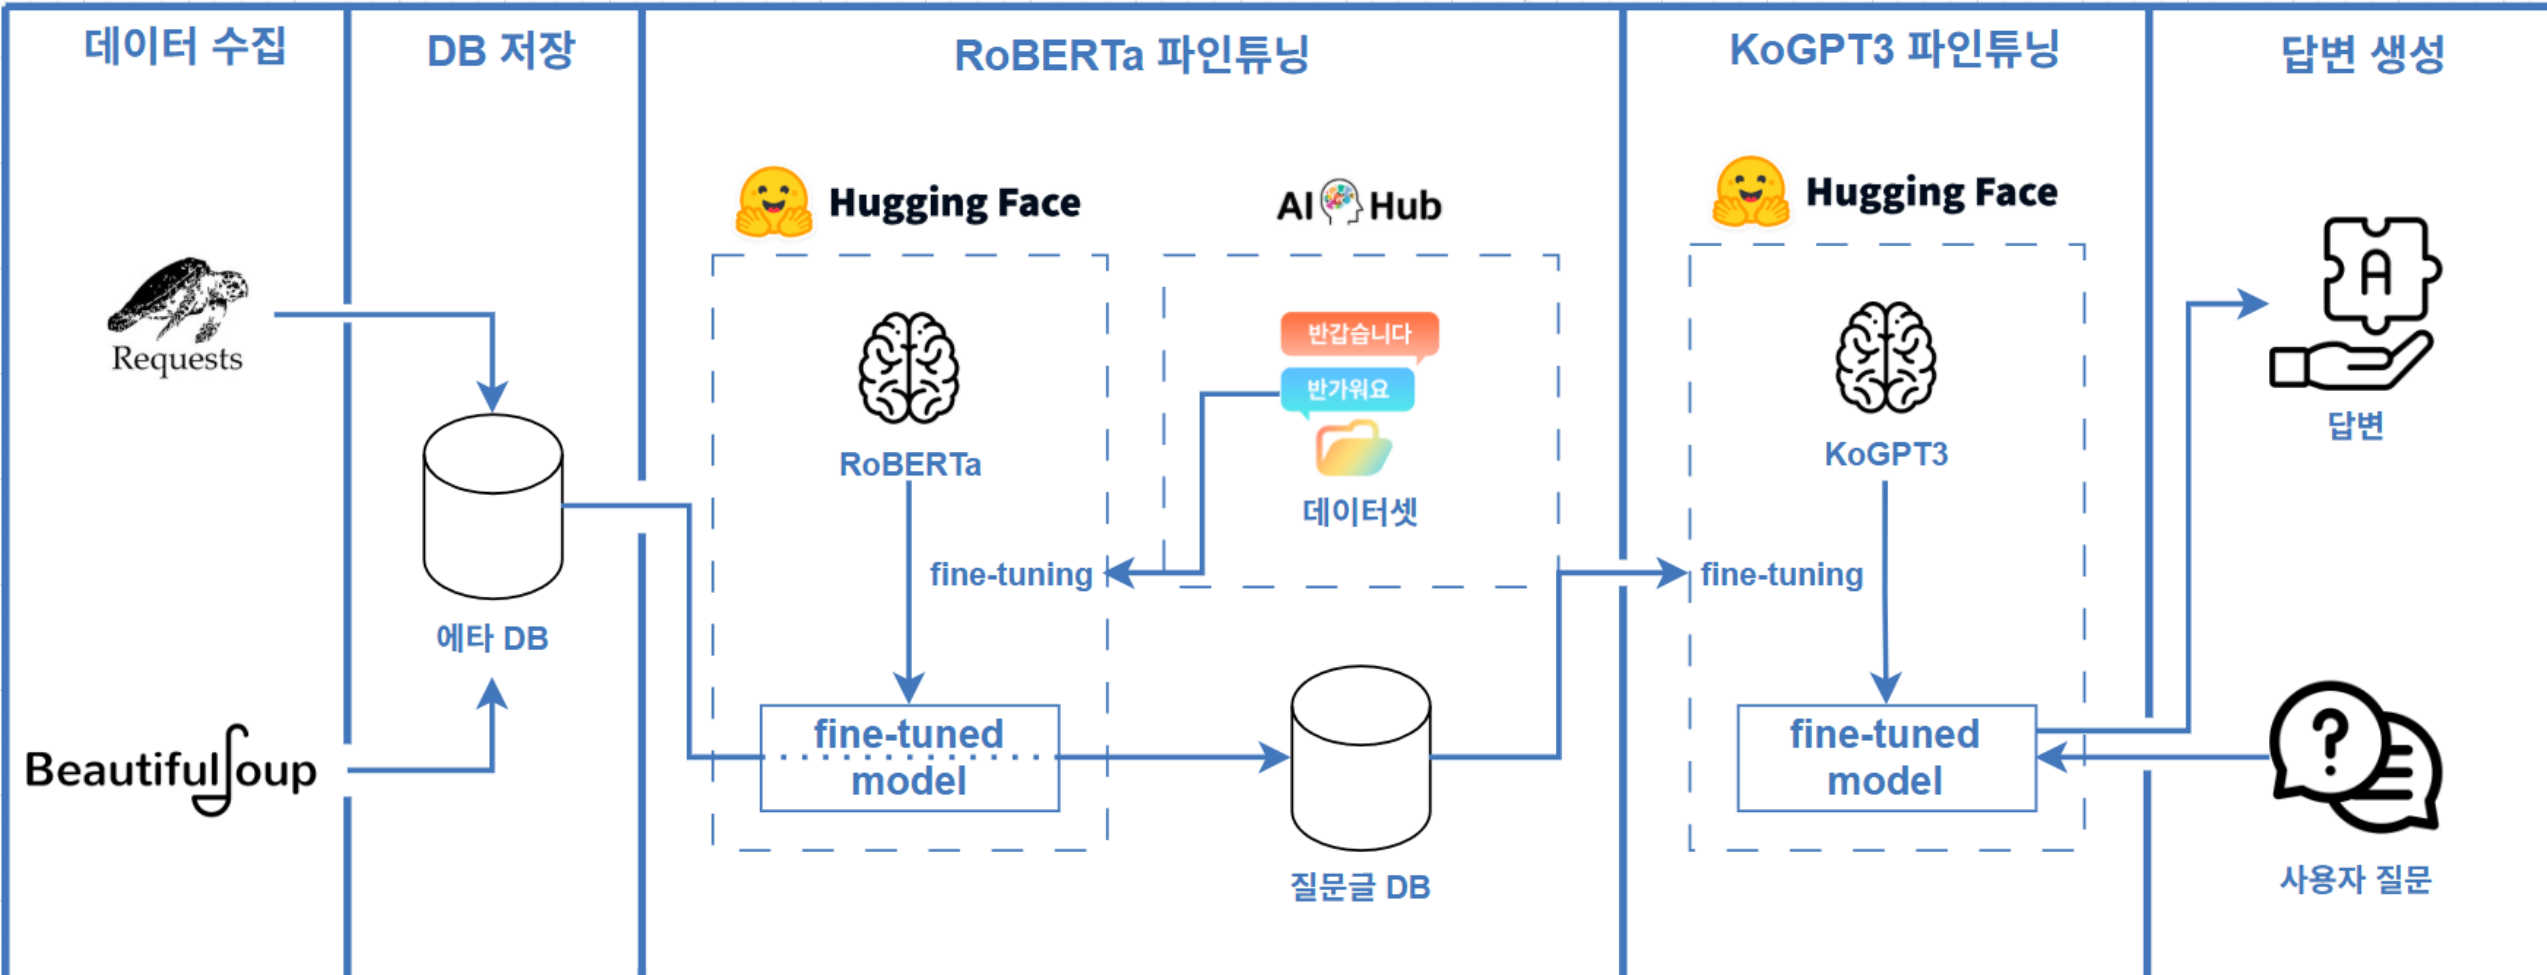 데이터 수집
DB 저장
RoBERTa 파인튜닝
KoGPT3 파인튜닝
답변 생성
Requests
BeautifulSoup
에타 DB
Hugging Face
RoBERTa
fine-tuning
fine-tuned
model
AI Hub
반갑습니다
반가워요
데이터셋
질문글 DB
Hugging Face
KoGPT3
fine-tuning
fine-tuned
model
A
답변
?
사용자 질문